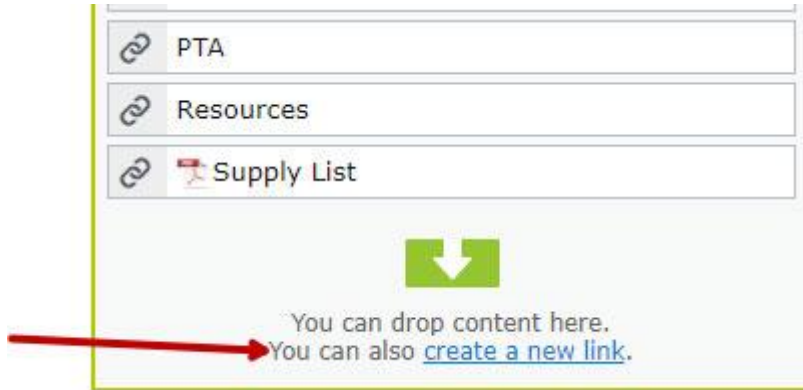 PTA
Resources
Supply List
You can drop content here.
You can also create a new link.